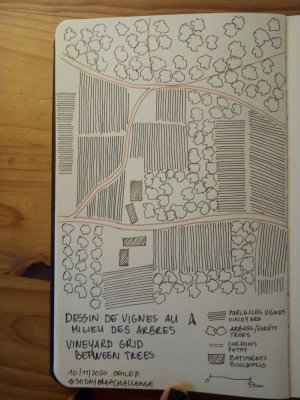 DESSIN DE VIGNES AU
MILIEU DES ARBRES
VINEYARD GRID
BETWEEN TREES
10/11/2020
#30DAYMAPCHALLENGE
PARCELLES VIGNES
VINEYARD
ARBRES/FORÊTS
TREES
CHEMINS
PATHS
BATIMENTS
BUILDINGS
50m